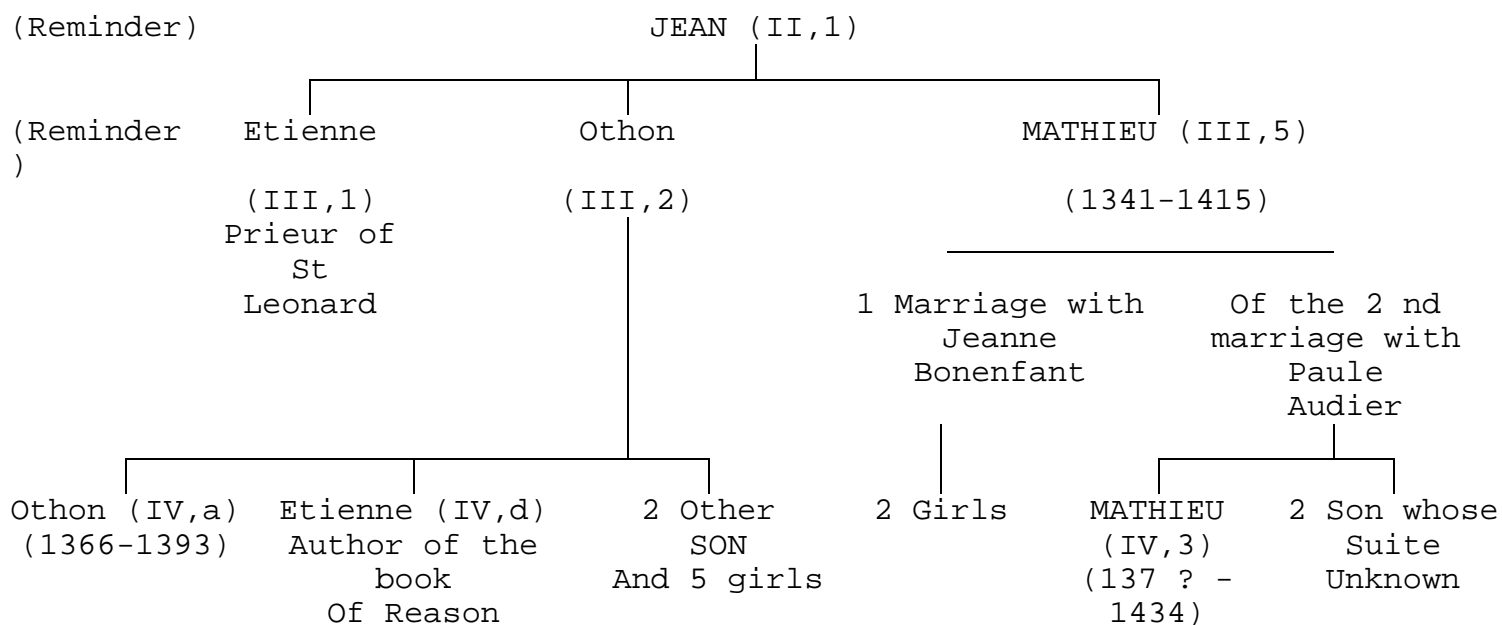 (Reminder) JEAN (II,1)
(Reminder Etienne Othon MATHIEU (III,5)
)
(III,1) (III,2) (1341-1415)
Prieur of
St
Leonard
1 Marriage with Of the 2 nd
Jeanne marriage with
Bonenfant Paule
Audier
Othon (IV,a) Etienne (IV,d) 2 Other 2 Girls MATHIEU 2 Son whose
(1366-1393) Author of the SON (IV,3) Suite
book And 5 girls (137 ? - Unknown
Of Reason 1434)